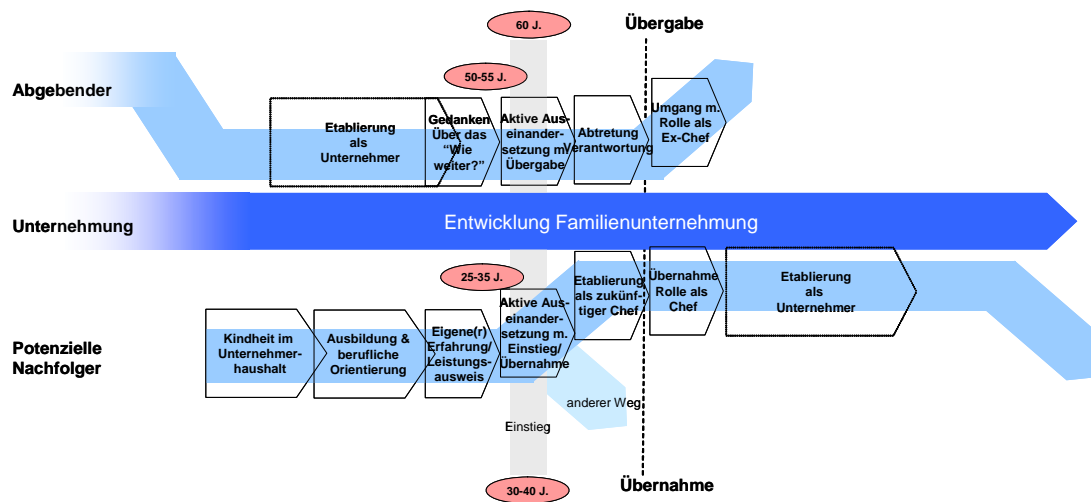 60 J.
Übergabe
50-55 J.
Abgebender
Etablierung
als
Unternehmer
Gedanken
Über das
“Wie
weiter?”
Aktive Aus-
einander-
setzung m.
Übergabe
Abtretung
Verantwortung
Umgang m.
Rolle als
Ex-Chef
Unternehmung
Entwicklung Familienunternehmung
25-35 J.
Potenzielle
Nachfolger
Kindheit im
Unternehmer-
haushalt
Ausbildung &
berufliche
Orientierung
Eigene(r)
Erfahrung/
Leistungs-
ausweis
Aktive Aus-
einander-
setzung m.
Einstieg/
Übernahme
Etablierung
als zukünf-
tiger Chef
Übernahme
Rolle als
Chef
Etablierung
als
Unternehmer
anderer Weg
Einstieg
30-40 J.
Übernahme